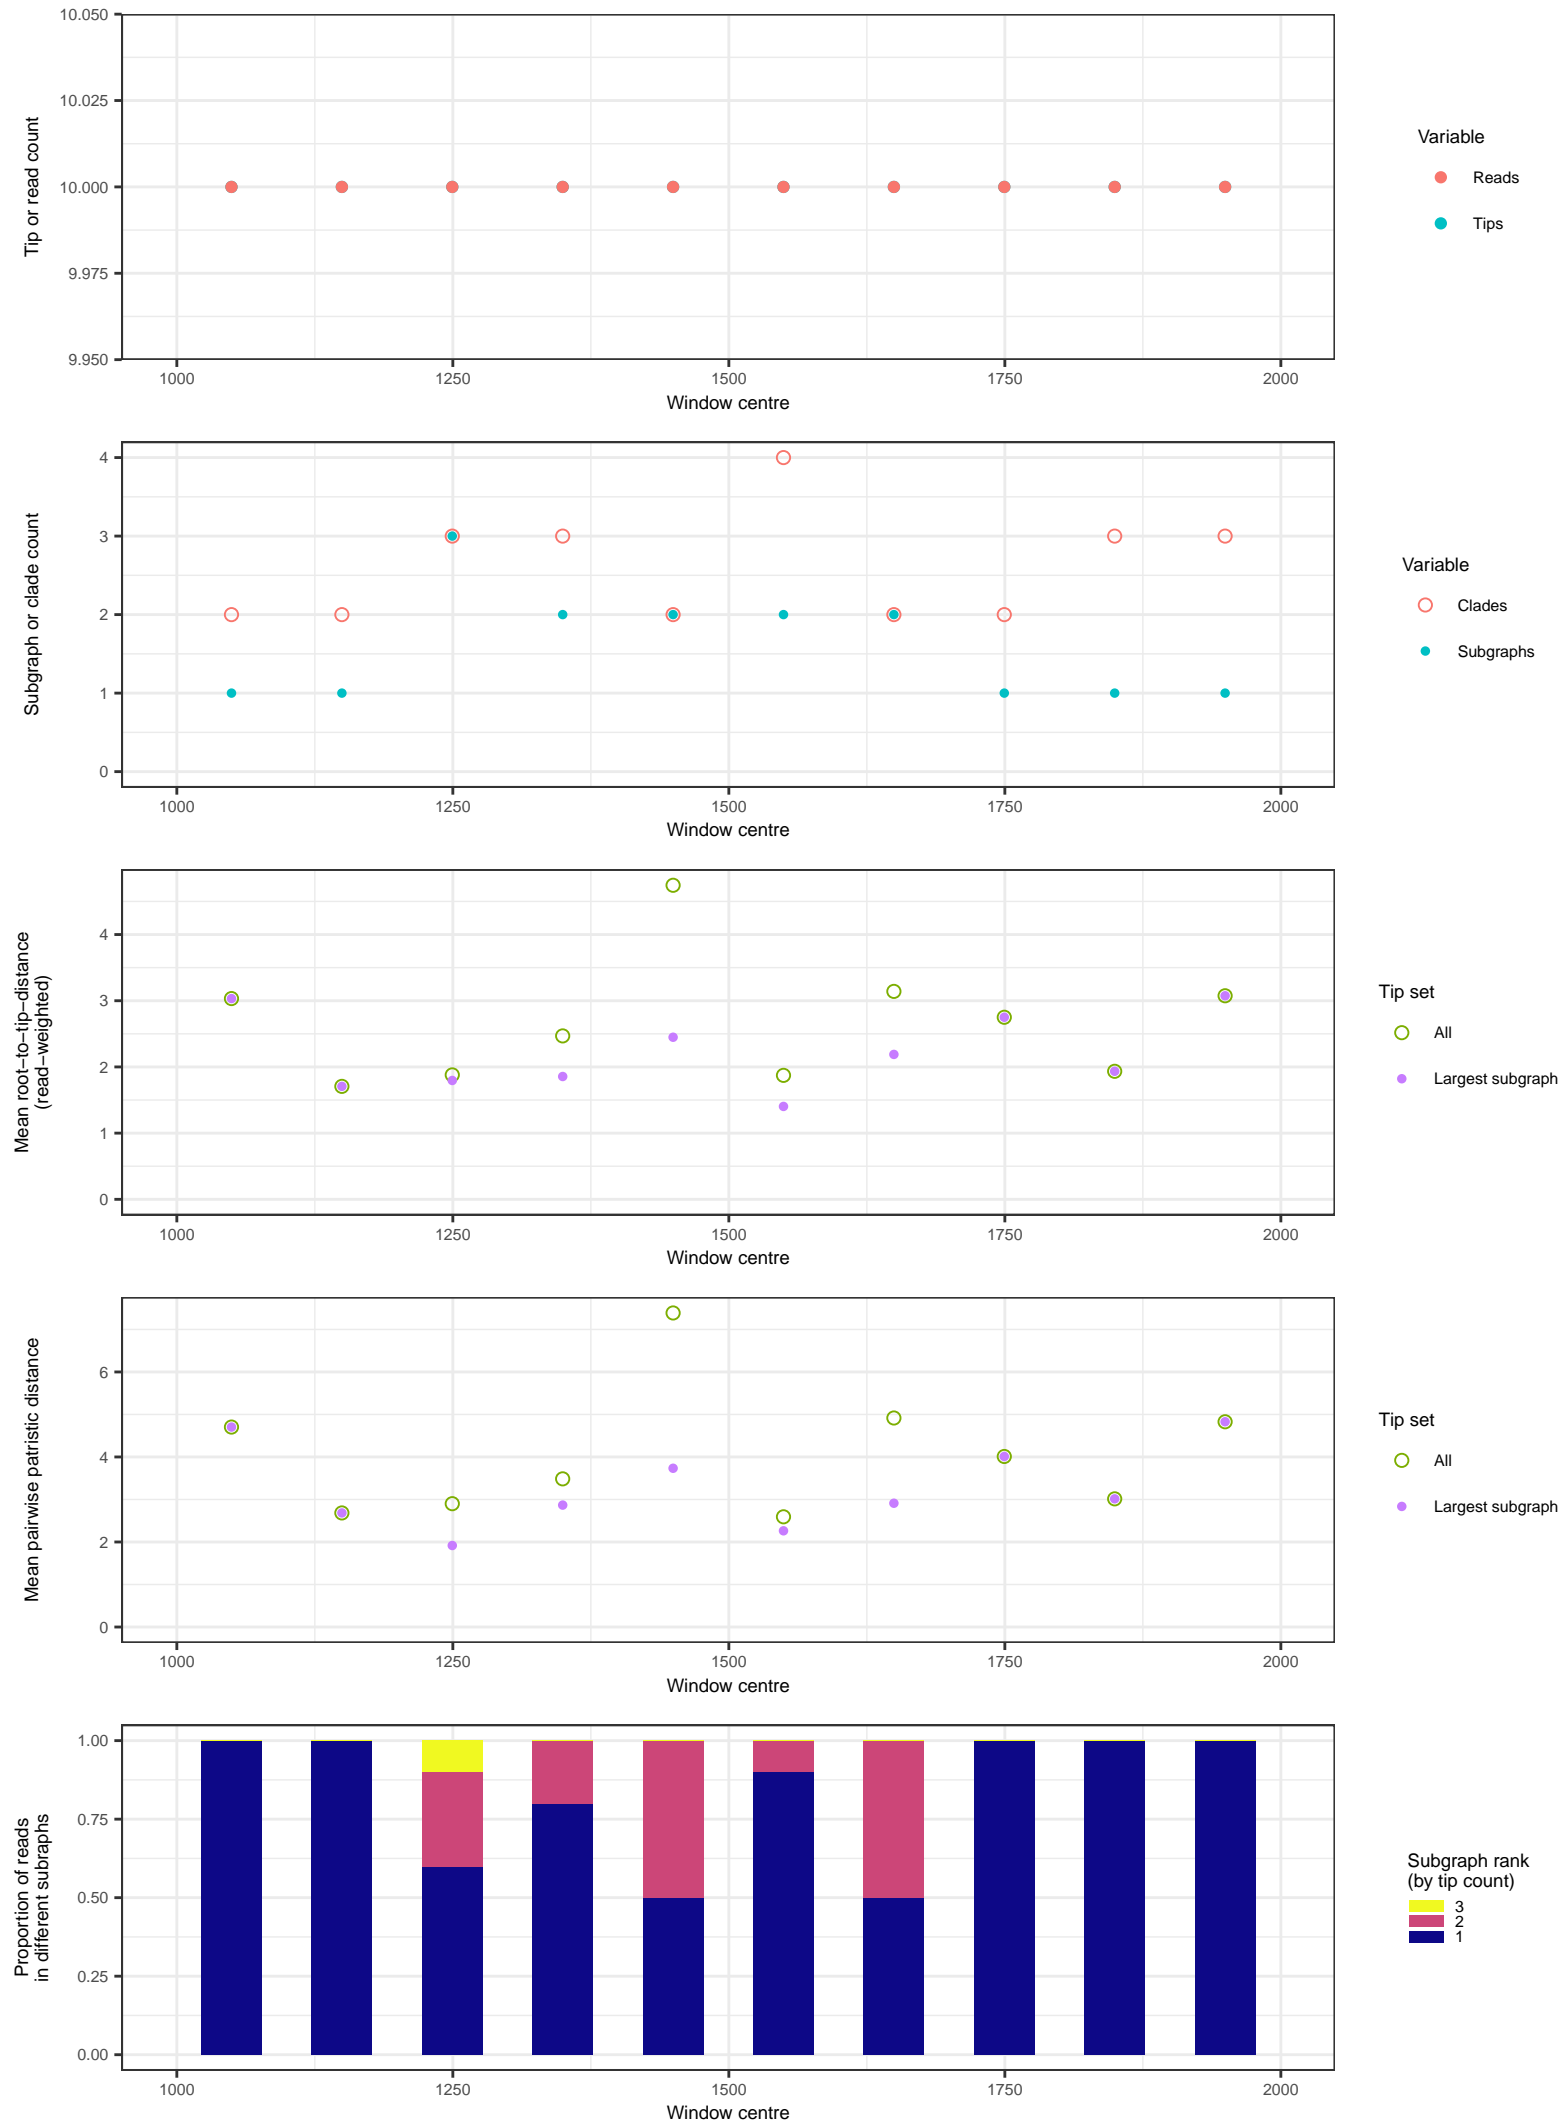 10.050
10.025
10.000
9.975
9.950
Tip or read count
1000 1250 1500 1750 2000
Window centre
Variable
Reads
Tips
4
3
2
1
0
Subgraph or clade count
1000 1250 1500 1750 2000
Window centre
Variable
Clades
Subgraphs
4
3
2
1
0
Mean root−to−tip−distance
(read−weighted)
1000 1250 1500 1750 2000
Window centre
Tip set
All
Largest subgraph
6
4
2
0
Mean pairwise patristic distance
1000 1250 1500 1750 2000
Window centre
Tip set
All
Largest subgraph
1.00
0.75
0.50
0.25
0.00
Proportion of reads
in different subraphs
1000 1250 1500 1750 2000
Window centre
Subgraph rank
(by tip count)
3
2
1